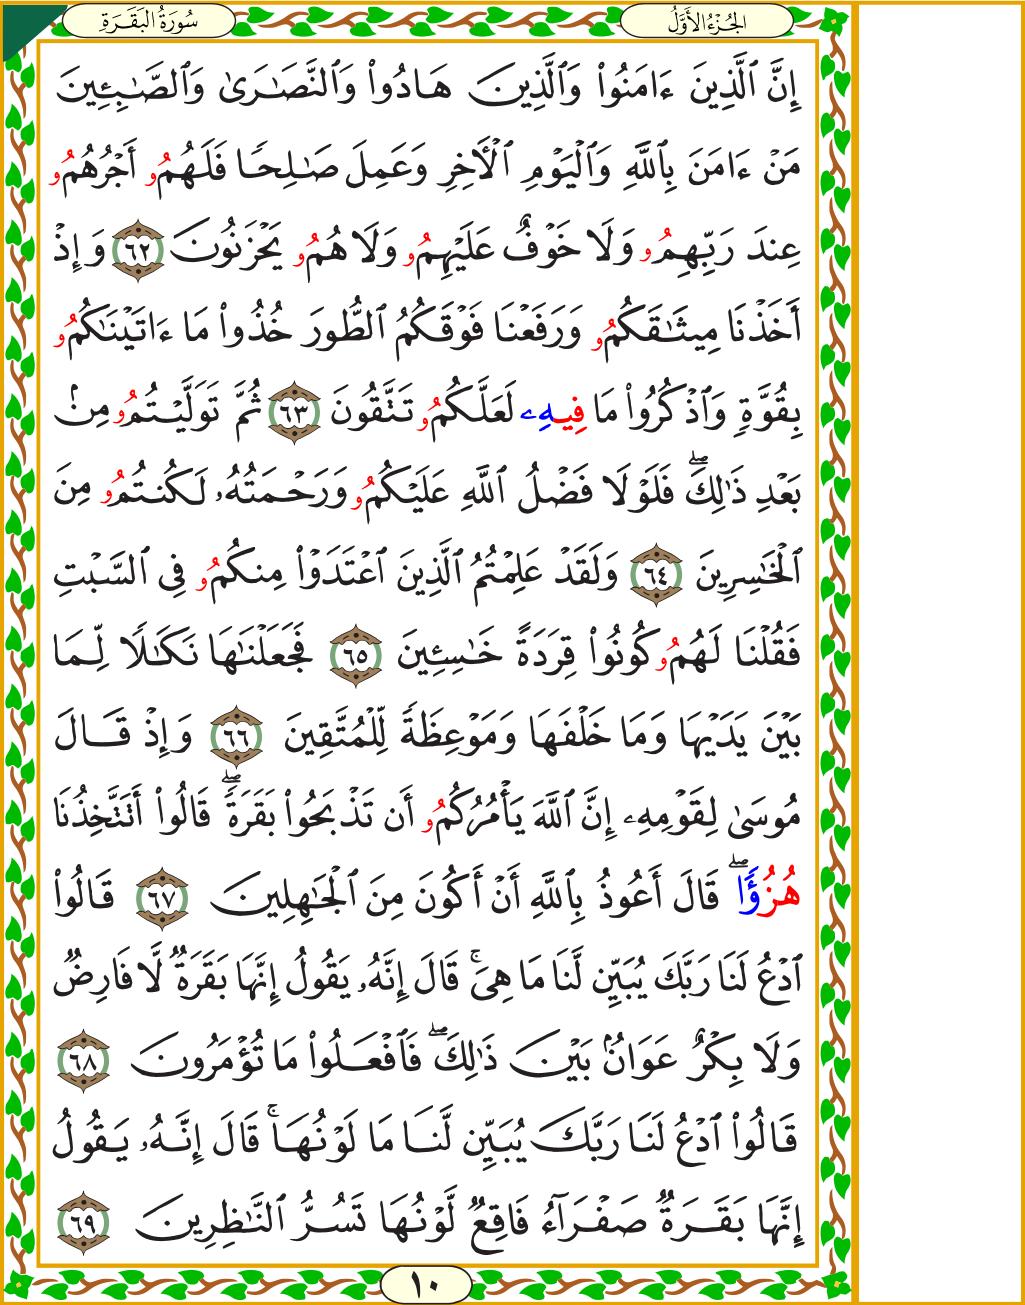 الجُزْءُ الأَوَّلُ
سُورَةُ البَقَرَةِ
إِنَّ ٱلَّذِينَ ءَامَنُوا۟ وَٱلَّذِينَ هَادُوا۟ وَٱلنَّصَـٰرَىٰ وَٱلصَّـٰبِـِٔينَ
مَنْ ءَامَنَ بِٱللَّهِ وَٱلْيَوْمِ ٱلْـَٔاخِرِ وَعَمِلَ صَـٰلِحًا فَلَهُمُو أَجْرُهُمُو
عِندَ رَبِّهِمُو وَلَا خَوْفٌ عَلَيْهِمُو وَلَا هُمُو يَحْزَنُونَ ٦٢ وَإِذْ
أَخَذْنَا مِيثَـٰقَكُمُو وَرَفَعْنَا فَوْقَكُمُ ٱلطُّورَ خُذُوا۟ مَا ءَاتَيْنَـٰكُمُو
بِقُوَّةٍ وَٱذْكُرُوا۟ مَا فِيهِۦ لَعَلَّكُمُو تَتَّقُونَ ٦٣ ثُمَّ تَوَلَّيْتُمُو مِنۢ
بَعْدِ ذَٰلِكَ ۖ فَلَوْلَا فَضْلُ ٱللَّهِ عَلَيْكُمُو وَرَحْمَتُهُۥ لَكُنتُمُو مِنَ
ٱلْخَـٰسِرِينَ ٦٤ وَلَقَدْ عَلِمْتُمُ ٱلَّذِينَ ٱعْتَدَوْا۟ مِنكُمُو فِى ٱلسَّبْتِ
فَقُلْنَا لَهُمُو كُونُوا۟ قِرَدَةً خَـٰسِـِٔينَ ٦٥ فَجَعَلْنَـٰهَا نَكَـٰلًا لِّمَا
بَيْنَ يَدَيْهَا وَمَا خَلْفَهَا وَمَوْعِظَةً لِّلْمُتَّقِينَ ٦٦ وَإِذْ قَالَ
مُوسَىٰ لِقَوْمِهِۦ إِنَّ ٱللَّهَ يَأْمُرُكُمُو أَن تَذْبَحُوا۟ بَقَرَةً ۖ قَالُوا۟ أَتَتَّخِذُنَا
هُزُؤًا ۖ قَالَ أَعُوذُ بِٱللَّهِ أَنْ أَكُونَ مِنَ ٱلْجَـٰهِلِينَ ٦٧ قَالُوا۟
ٱدْعُ لَنَا رَبَّكَ يُبَيِّن لَّنَا مَا هِىَ ۚ قَالَ إِنَّهُۥ يَقُولُ إِنَّهَا بَقَرَةٌ لَّا فَارِضٌ
وَلَا بِكْرٌ عَوَانٌۢ بَيْنَ ذَٰلِكَ ۖ فَٱفْعَلُوا۟ مَا تُؤْمَرُونَ ٦٨
قَالُوا۟ ٱدْعُ لَنَا رَبَّكَ يُبَيِّن لَّنَا مَا لَوْنُهَا ۚ قَالَ إِنَّهُۥ يَقُولُ
إِنَّهَا بَقَرَةٌ صَفْرَآءُ فَاقِعٌ لَّوْنُهَا تَسُرُّ ٱلنَّـٰظِرِينَ ٦٩
١٠